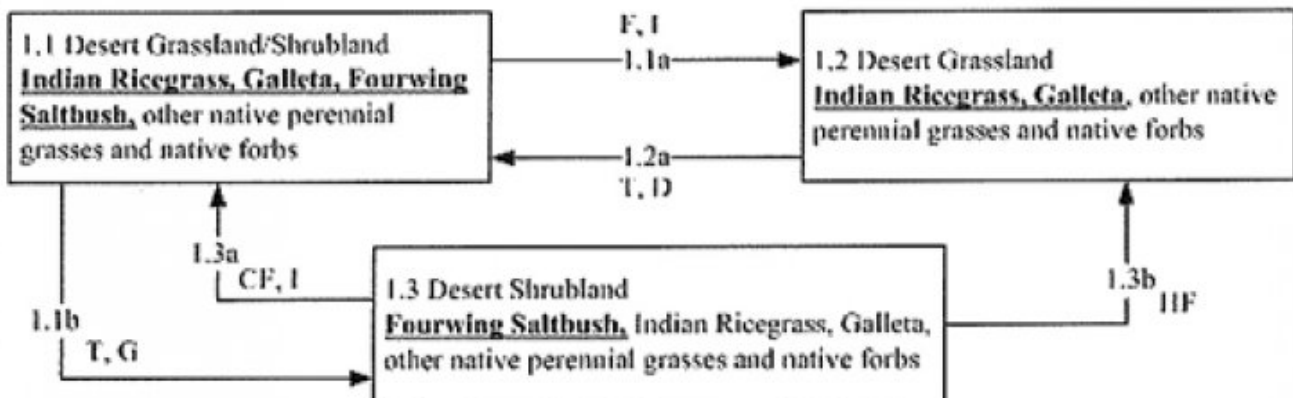 1.1 Desert Grassland/Shrubland
Indian Ricegrass, Galleta, Fourwing
Saltbush, other native perennial
grasses and native forbs
F, I
1.1a
1.2 Desert Grassland
Indian Ricegrass, Galleta, other native
perennial grasses and native forbs
1.2a
T, D
1.3a
CF, I
1.1b
T, G
1.3 Desert Shrubland
Fourwing Saltbush, Indian Ricegrass, Galleta,
other native perennial grasses and native forbs
1.3b
HF